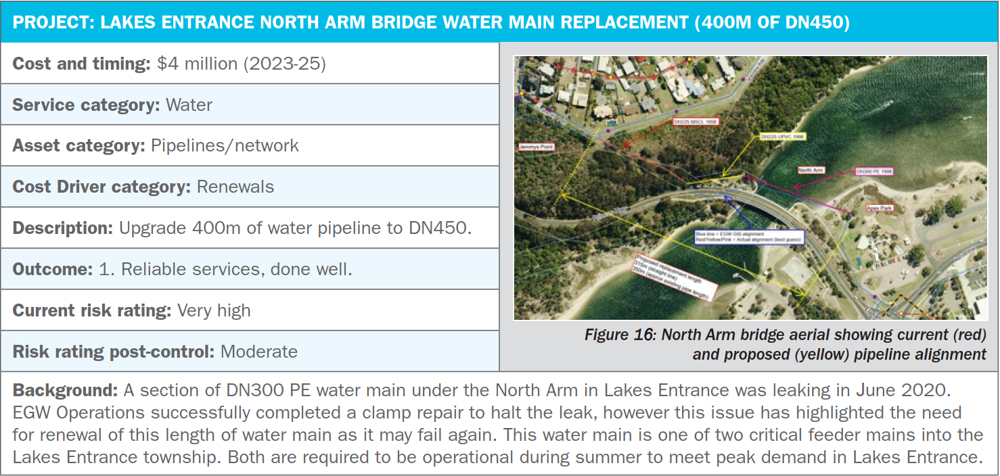 PROJECT: LAKES ENTRANCE NORTH ARM BRIDGE WATER MAIN REPLACEMENT (400M OF DN450)
Cost and timing: $4 million (2023-25)
Service category: Water
Asset category: Pipelines/network
Cost Driver category: Renewals
Description: Upgrade 400m of water pipeline to DN450.
Outcome: 1. Reliable services, done well.
Current risk rating: Very high
Risk rating post-control: Moderate
DN225 MSCL 1958
DN225 UPVC 1998
Jemmys Point
North Arm
DN300 PE 1998
Apex Park
Blue line = EGW GIS alignment
Red/Yellow/Pink = Actual alignment (best guess)
Proposed replacement length
315m (straight line)
350m (approx existing pipe length)
Figure 16: North Arm bridge aerial showing current (red)
and proposed (yellow) pipeline alignment
Background: A section of DN300 PE water main under the North Arm in Lakes Entrance was leaking in June 2020.
EGW Operations successfully completed a clamp repair to halt the leak, however this issue has highlighted the need
for renewal of this length of water main as it may fail again. This water main is one of two critical feeder mains into the
Lakes Entrance township. Both are required to be operational during summer to meet peak demand in Lakes Entrance.